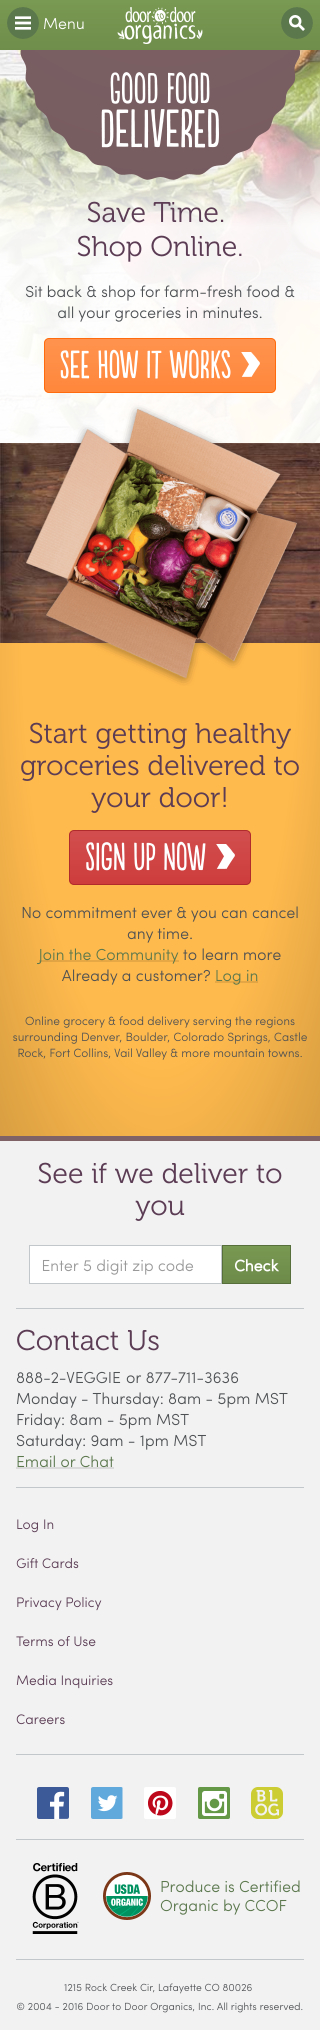 Menu
door to door
organics
GOOD FOOD
DELIVERED
Save Time.
Shop Online.
Sit back & shop for farm-fresh food &
all your groceries in minutes.
SEE HOW IT WORKS
Start getting healthy
groceries delivered to
your door!
SIGN UP NOW
No commitment ever & you can cancel
any time.
Join the Community to learn more
Already a customer? Log in
Online grocery & food delivery serving the regions
surrounding Denver, Boulder, Colorado Springs, Castle
Rock, Fort Collins, Vail Valley & more mountain towns.
See if we deliver to
you
Enter 5 digit zip code
Check
Contact Us
888-2-VEGGIE or 877-711-3636
Monday - Thursday: 8am - 5pm MST
Friday: 8am - 5pm MST
Saturday: 9am - 1pm MST
Email or Chat
Log In
Gift Cards
Privacy Policy
Terms of Use
Media Inquiries
Careers
BL
OG
Certified
B
Corporation
USDA
ORGANIC
Produce is Certified
Organic by CCOF
1215 Rock Creek Cir, Lafayette CO 80026
© 2004 - 2016 Door to Door Organics, Inc. All rights reserved.